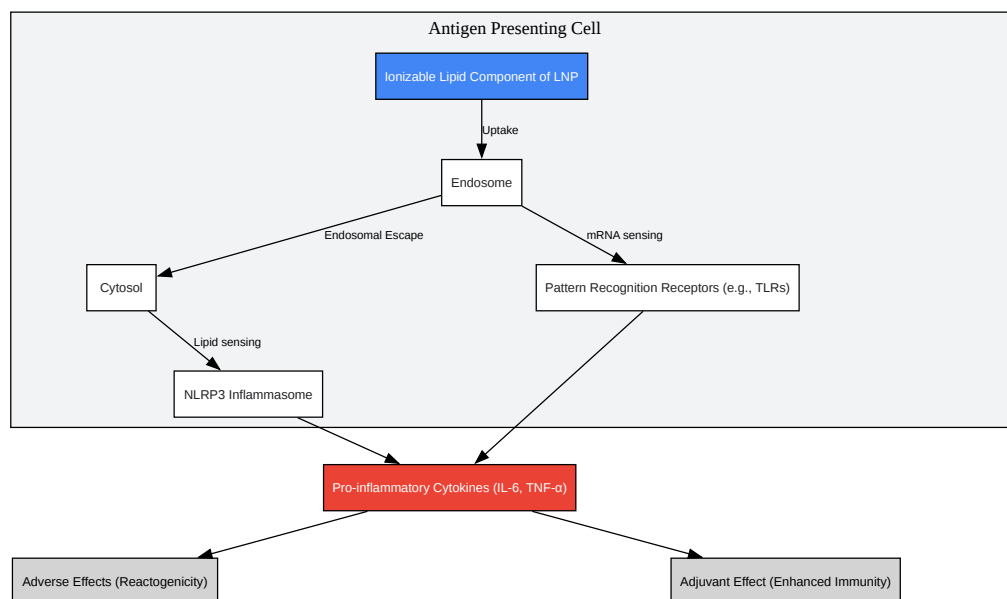 Antigen Presenting Cell
Ionizable Lipid Component of LNP
Uptake
Endosome
Endosomal Escape
mRNA sensing
Cytosol
Pattern Recognition Receptors (e.g., TLRs)
Lipid sensing
NLRP3 Inflammasome
Pro-inflammatory Cytokines (IL-6, TNF-α)
Adverse Effects (Reactogenicity)
Adjuvant Effect (Enhanced Immunity)